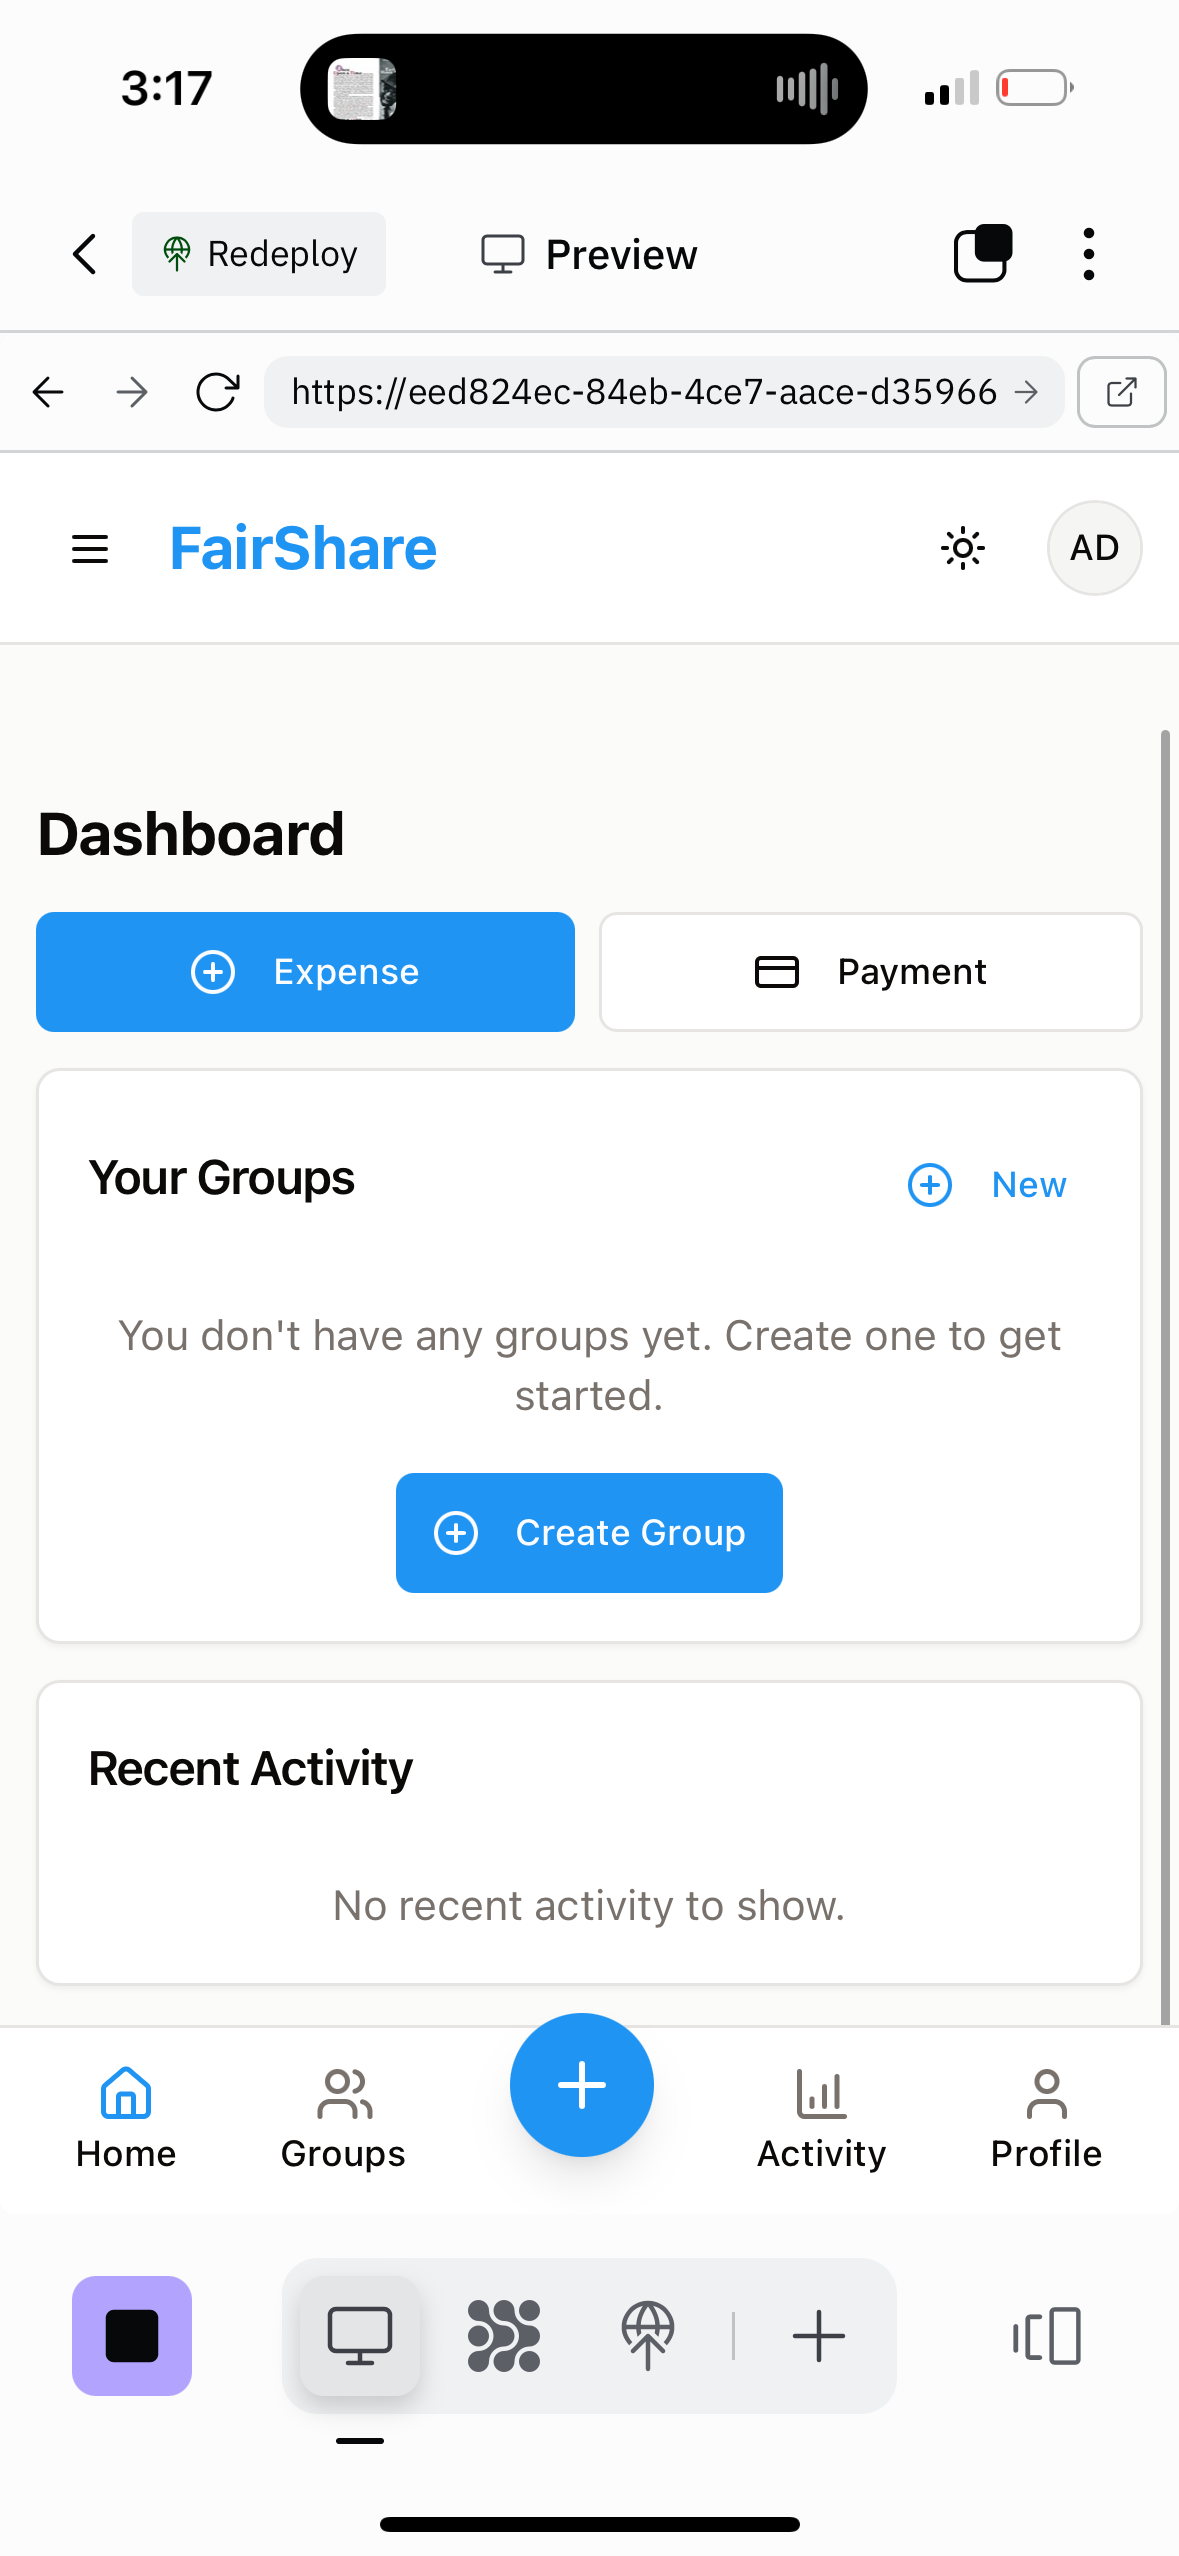 3:17
Redeploy
Preview
https://eed824ec-84eb-4ce7-aace-d35966
FairShare
AD
Dashboard
Expense
Payment
Your Groups
New
You don't have any groups yet. Create one to get
started.
Create Group
Recent Activity
No recent activity to show.
Home
Groups
Activity
Profile